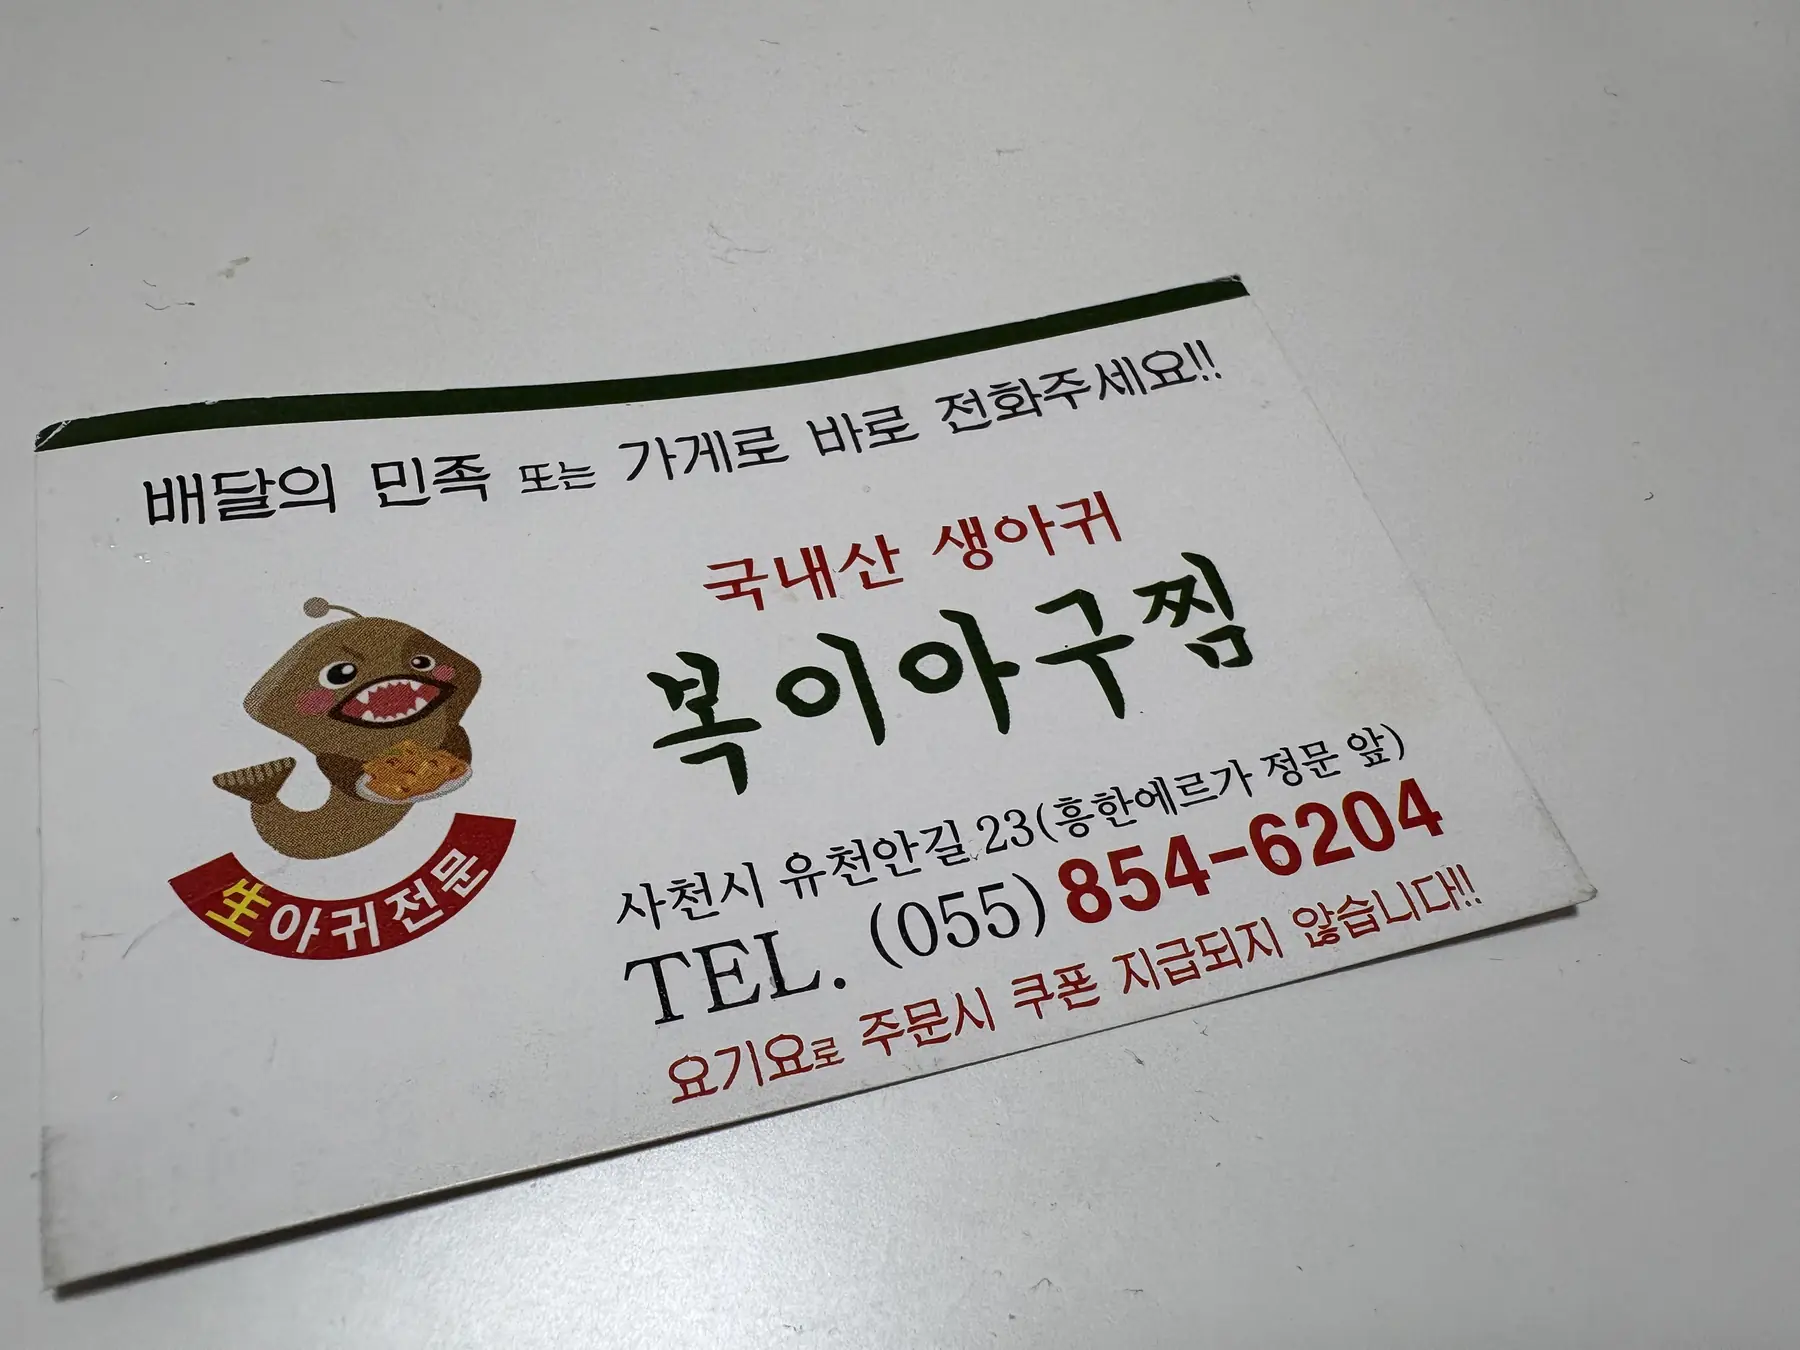 배달의 민족 또는 가게로 바로 전화주세요!!
국내산 생아귀
복이아구찜
生아귀전문
사천시 유천안길 23(흥한에르가 정문 앞)
TEL. (055) 854-6204
요기요로 주문시 쿠폰 지급되지 않습니다!!